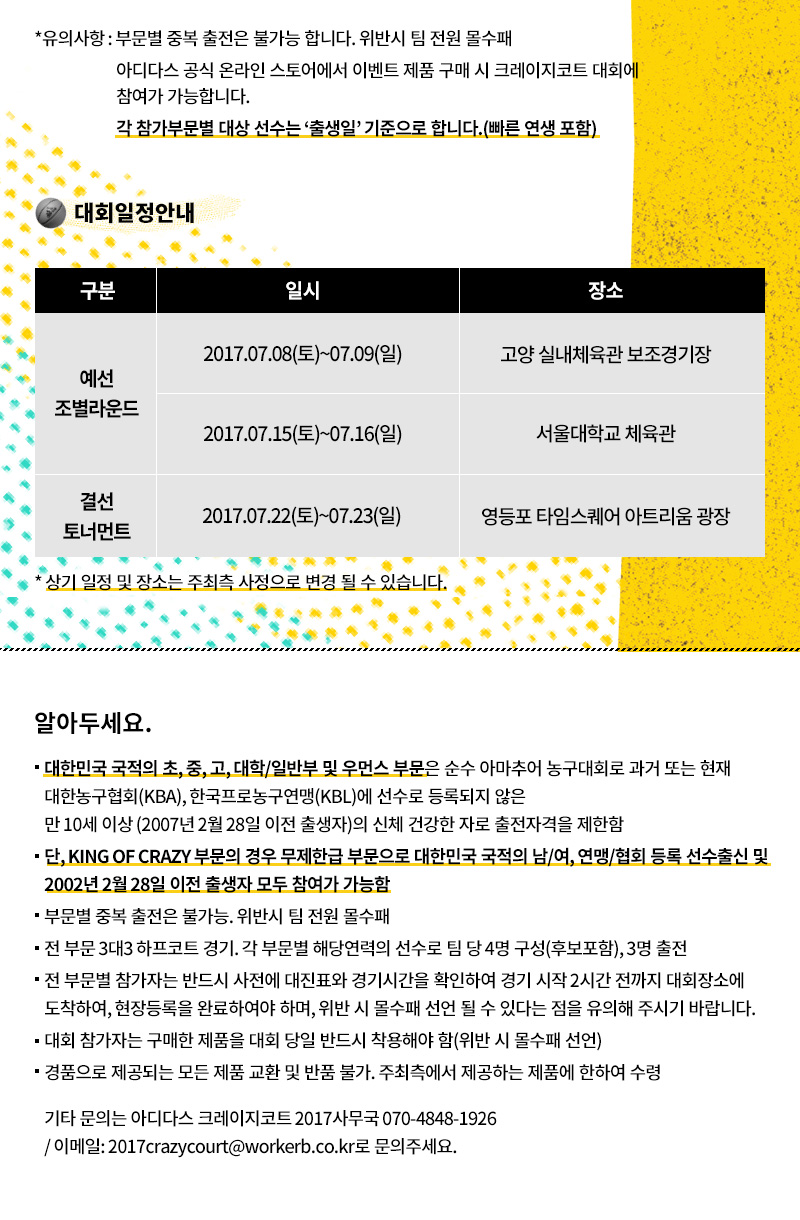 *유의사항 : 부문별 중복 출전은 불가능 합니다. 위반시 팀 전원 몰수패
아디다스 공식 온라인 스토어에서 이벤트 제품 구매 시 크레이지코트 대회에
참여가 가능합니다.
각 참가부문별 대상 선수는 ‘출생일’ 기준으로 합니다.(빠른 연생 포함)
대회일정안내
구분 일시 장소
예선
조별라운드
2017.07.08(토)~07.09(일) 고양 실내체육관 보조경기장
2017.07.15(토)~07.16(일) 서울대학교 체육관
결선
토너먼트
2017.07.22(토)~07.23(일) 영등포 타임스퀘어 아트리움 광장
* 상기 일정 및 장소는 주최측 사정으로 변경 될 수 있습니다.
알아두세요.
▪ 대한민국 국적의 초, 중, 고, 대학/일반부 및 우먼스 부문은 순수 아마추어 농구대회로 과거 또는 현재
대한농구협회(KBA), 한국프로농구연맹(KBL)에 선수로 등록되지 않은
만 10세 이상 (2007년 2월 28일 이전 출생자)의 신체 건강한 자로 출전자격을 제한함
▪ 단, KING OF CRAZY 부문의 경우 무제한급 부문으로 대한민국 국적의 남/여, 연맹/협회 등록 선수출신 및
2002년 2월 28일 이전 출생자 모두 참여가 가능함
▪ 부문별 중복 출전은 불가능. 위반시 팀 전원 몰수패
▪ 전 부문 3대3 하프코트 경기. 각 부문별 해당연력의 선수로 팀 당 4명 구성(후보포함), 3명 출전
▪ 전 부문별 참가자는 반드시 사전에 대진표와 경기시간을 확인하여 경기 시작 2시간 전까지 대회장소에
도착하여, 현장등록을 완료하여야 하며, 위반 시 몰수패 선언 될 수 있다는 점을 유의해 주시기 바랍니다.
▪ 대회 참가자는 구매한 제품을 대회 당일 반드시 착용해야 함(위반 시 몰수패 선언)
▪ 경품으로 제공되는 모든 제품 교환 및 반품 불가. 주최측에서 제공하는 제품에 한하여 수령
기타 문의는 아디다스 크레이지코트 2017사무국 070-4848-1926
/ 이메일: 2017crazycourt@workerb.co.kr로 문의주세요.